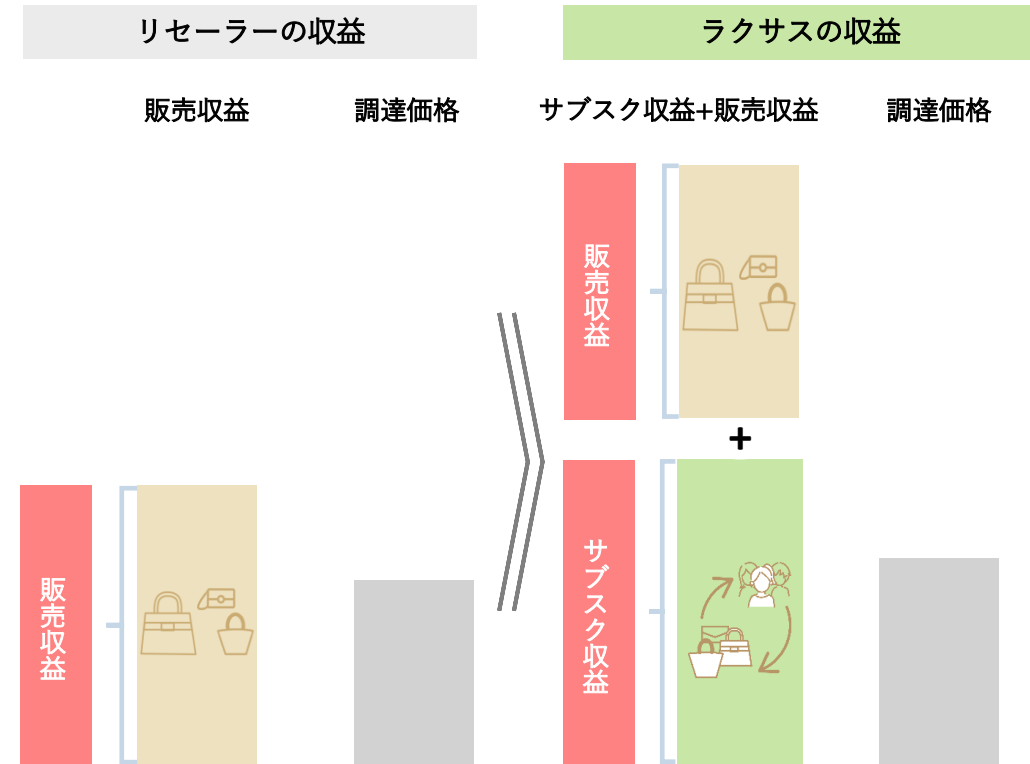 リセーラーの収益
ラクサスの収益
販売収益
調達価格
サブスク収益+販売収益
調達価格
販売収益
+
販売収益
サブスク収益